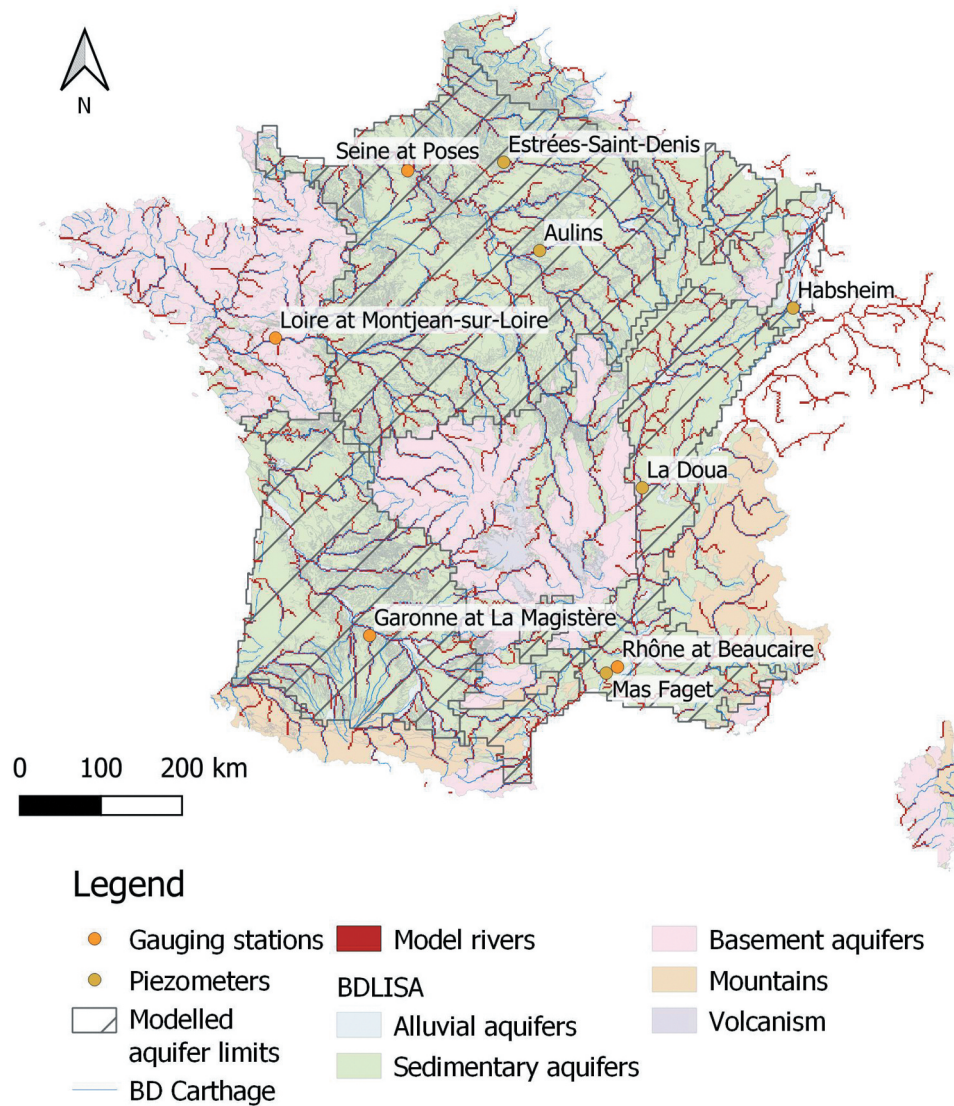 N
Seine at Poses
Estrées-Saint-Denis
Aulins
Habsheim
Loire at Montjean-sur-Loire
La Doua
Garonne at La Magistère
Rhône at Beaucaire
Mas Faget
0 100 200 km
Legend
Gauging stations
Piezometers
Modelled
aquifer limits
BD Carthage
Model rivers
BDLISA
Alluvial aquifers
Sedimentary aquifers
Basement aquifers
Mountains
Volcanism